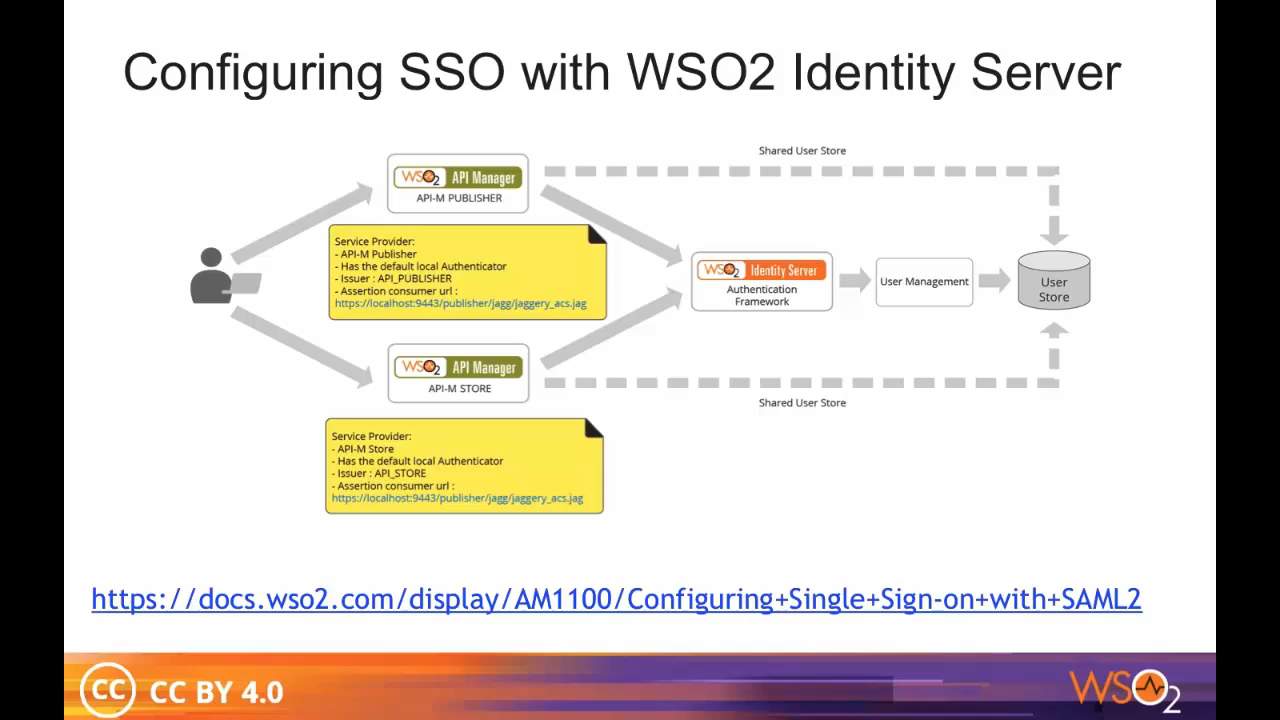 Configuring SSO with WSO2 Identity Server
Shared User Store
WSO2 API Manager
API-M PUBLISHER
Service Provider:
- API-M Publisher
- Has the default local Authenticator
- Issuer : API_PUBLISHER
- Assertion consumer url :
https://localhost:9443/publisher/jagg/jaggery_acs.jag
WSO2 Identity Server
Authentication
Framework
User Management
User
Store
WSO2 API Manager
API-M STORE
Shared User Store
Service Provider:
- API-M Store
- Has the default local Authenticator
- Issuer : API_STORE
- Assertion consumer url :
https://localhost:9443/publisher/jagg/jaggery_acs.jag
https://docs.wso2.com/display/AM1100/Configuring+Single+Sign-on+with+SAML2
CC CC BY 4.0
WSO2